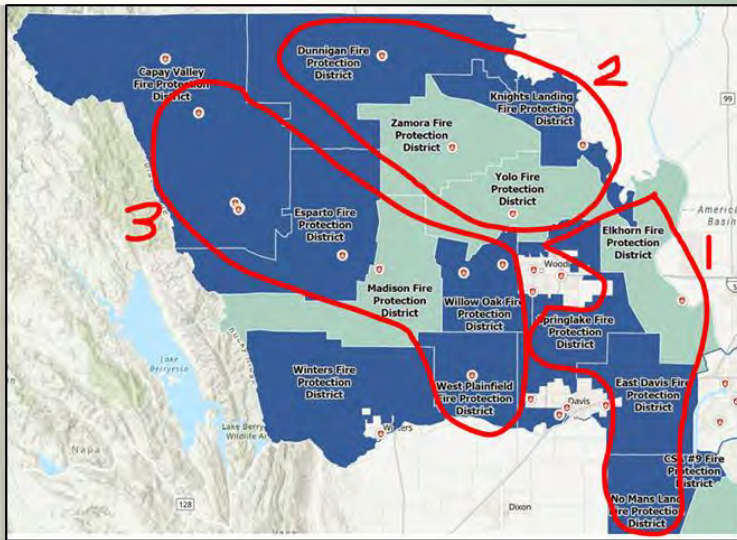 Dunnigan Fire
Protection
District
2
99
Capay Valley
Fire Protection
District
Knights Landing
Fire Protection
District
Zamora Fire
Protection
District
Yolo Fire
Protection
District
3
Esparto Fire
Protection
District
Elkhorn Fire
Protection
District
1
Madison Fire
Protection
District
Willow Oak Fire
Protection
District
Springlake Fire
Protection
District
Lake
Berryessa
Winters Fire
Protection
District
West Plainfield
Fire Protection
District
Davis
East Davis Fire
Protection
District
Lake Berry
Wildlife Ar
Winters
Napa
CSA #9 Fire
Protection
District
No Mans Land
Fire Protection
District
128
Dixon